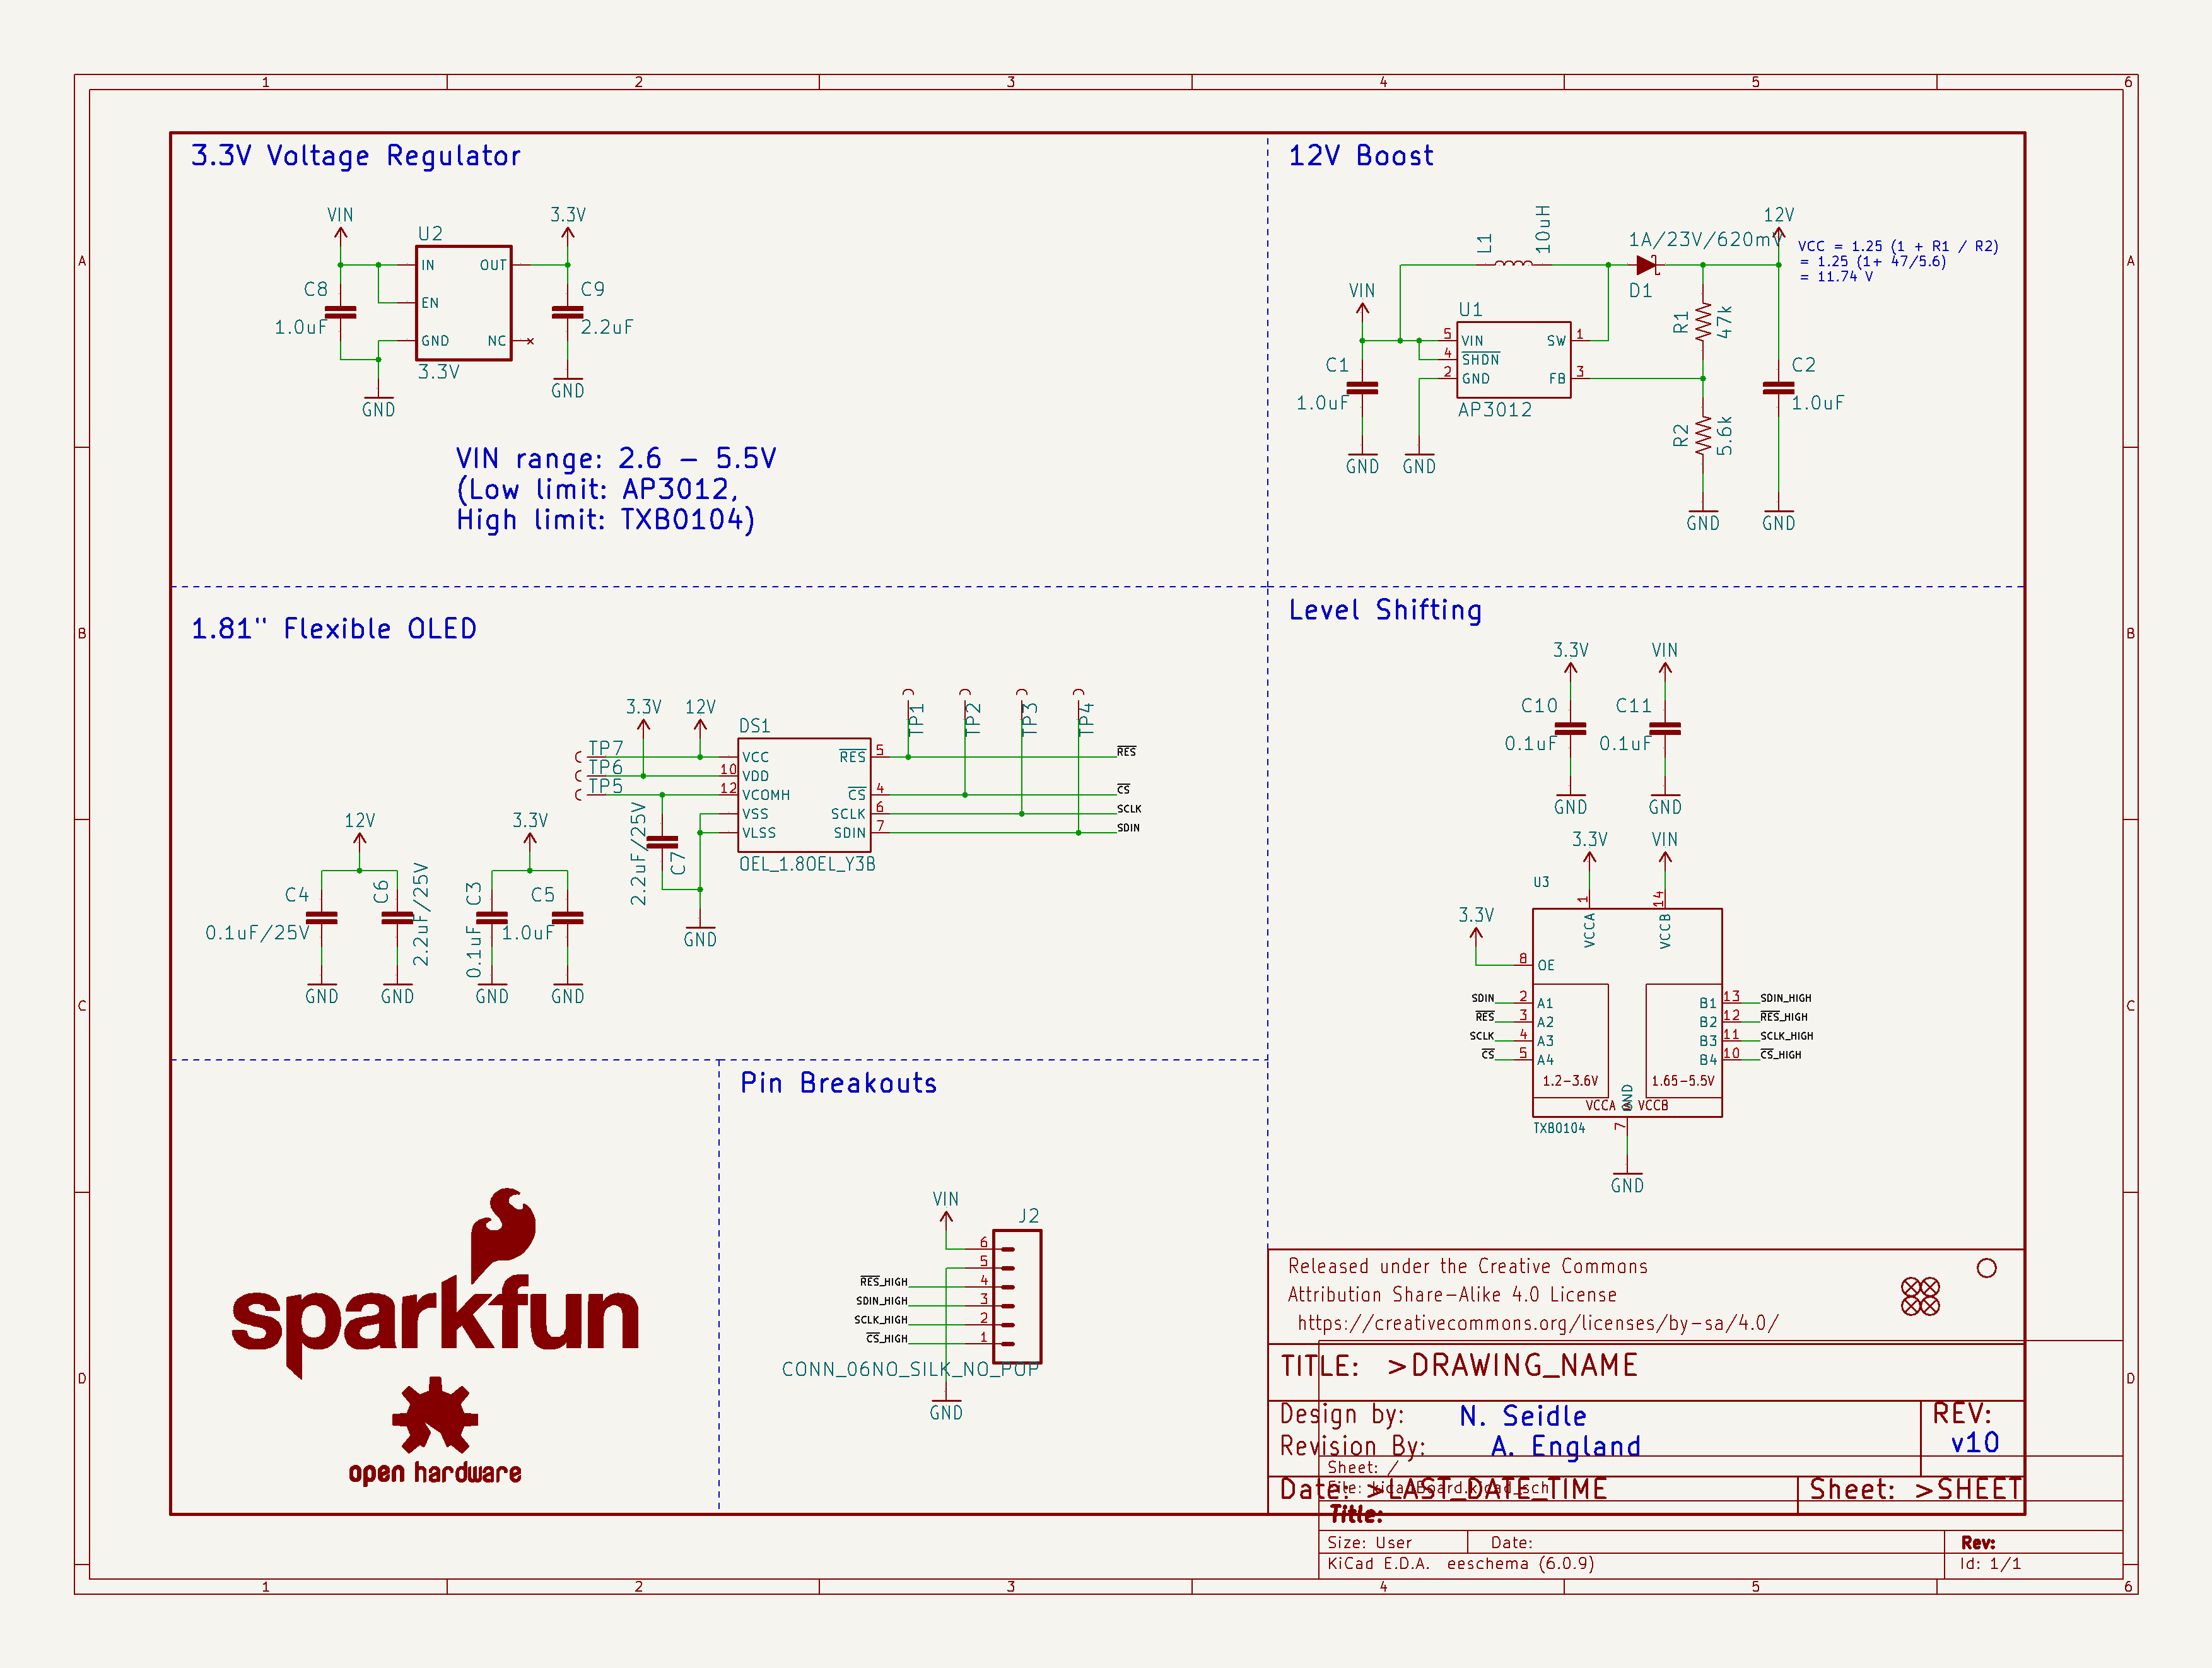 1 2 3 4 5 6
A A
B B
C C
D D
3.3V Voltage Regulator
VIN
3.3V
U2
IN
OUT
EN
GND
NC
3.3V
C8
1.0uF
C9
2.2uF
GND
GND
VIN range: 2.6 - 5.5V
(Low limit: AP3012,
High limit: TXB0104)
12V Boost
L1
10uH
1A/23V/620mV
D1
12V
VCC = 1.25 (1 + R1 / R2)
= 1.25 (1+ 47/5.6)
= 11.74 V
VIN
U1
5 VIN
4 SHDN
2 GND
SW 1
FB 3
AP3012
C1
1.0uF
R1
47k
R2
5.6k
C2
1.0uF
GND
GND
GND
GND
1.81" Flexible OLED
3.3V
12V
DS1
TP7
TP6
TP5
VCC
10 VDD
12 VCOMH
VSS
VLSS
RES 5
CS 4
SCLK 6
SDIN 7
OEL_1.8OEL_Y3B
TP1
TP2
TP3
TP4
RES
CS
SCLK
SDIN
2.2uF/25V
C7
GND
12V
C4
0.1uF/25V
C6
2.2uF/25V
GND
GND
3.3V
C3
0.1uF
C5
1.0uF
GND
GND
Level Shifting
3.3V
VIN
C10
0.1uF
C11
0.1uF
GND
GND
3.3V
VIN
U3
1
14
VCCA
VCCB
3.3V
8 OE
SDIN 2 A1
RES 3 A2
SCLK 4 A3
CS 5 A4
B1 13 SDIN_HIGH
B2 12 RES_HIGH
B3 11 SCLK_HIGH
B4 10 CS_HIGH
1.2-3.6V
1.65-5.5V
VCCA VCCB
GND
TXB0104
7
GND
Pin Breakouts
VIN
J2
6
5
RES_HIGH 4
SDIN_HIGH 3
SCLK_HIGH 2
CS_HIGH 1
CONN_06NO_SILK_NO_POP
GND
sparkfun
open hardware
Released under the Creative Commons
Attribution Share-Alike 4.0 License
https://creativecommons.org/licenses/by-sa/4.0/
TITLE: >DRAWING_NAME
Design by: N. Seidle
Revision By: A. England
REV:
v10
Sheet: /
File: kicadBoard.kicad_sch
Date: >LAST_DATE_TIME
Sheet: >SHEET
Title:
Size: User
Date:
Rev:
KiCad E.D.A. eeschema (6.0.9)
Id: 1/1
1 2 3 4 5 6